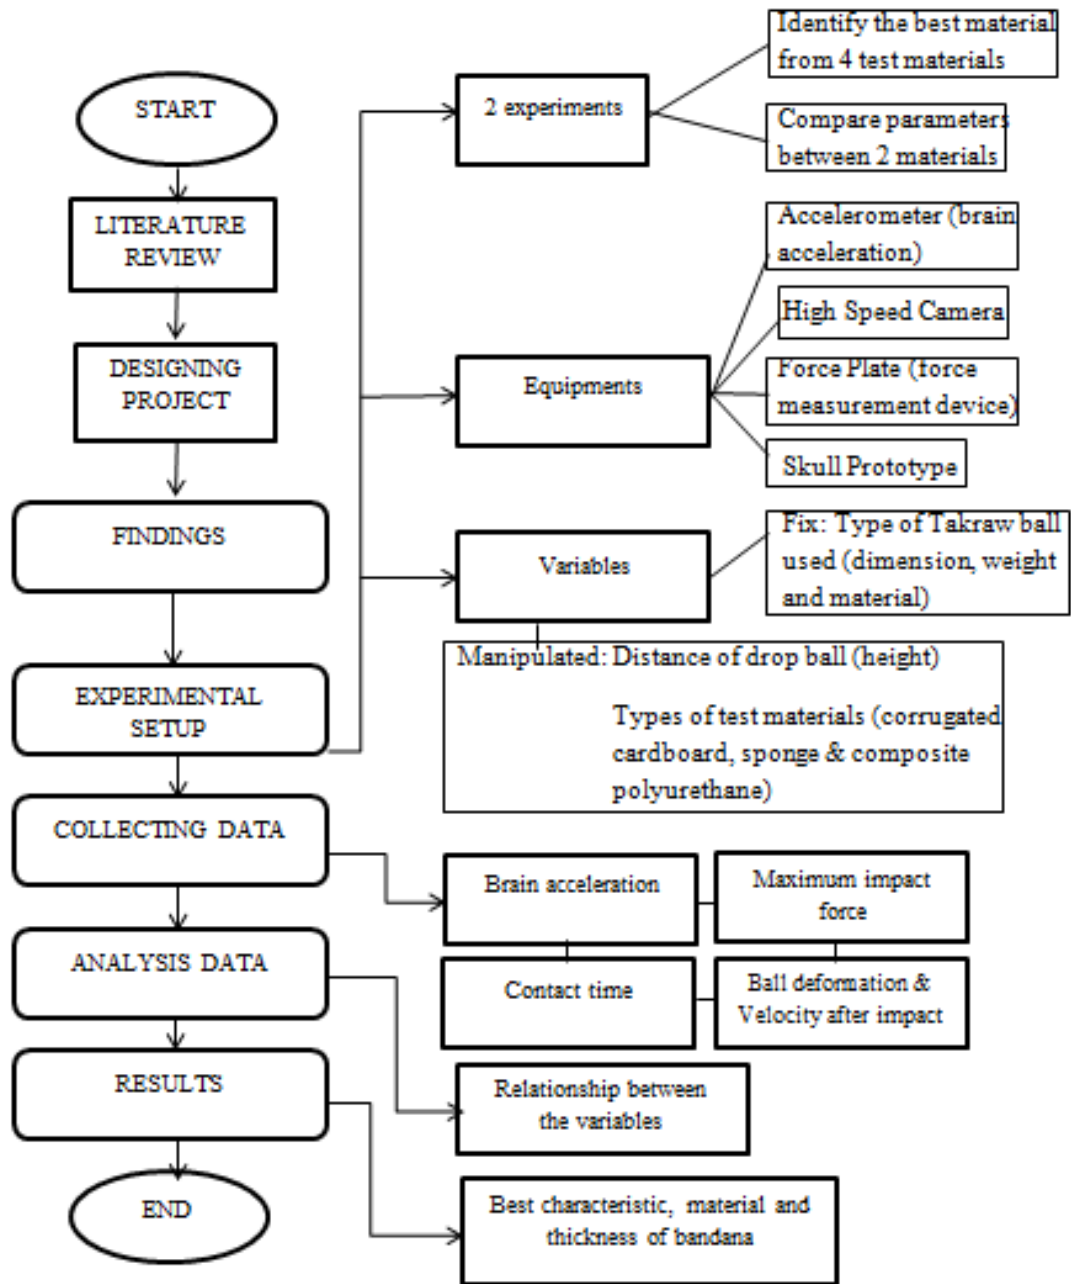 START
LITERATURE
REVIEW
DESIGNING
PROJECT
FINDINGS
EXPERIMENTAL
SETUP
COLLECTING DATA
ANALYSIS DATA
RESULTS
END
2 experiments
Identify the best material
from 4 test materials
Compare parameters
between 2 materials
Equipments
Accelerometer (brain
acceleration)
High Speed Camera
Force Plate (force
measurement device)
Skull Prototype
Variables
Fix: Type of Takraw ball
used (dimension, weight
and material)
Manipulated: Distance of drop ball (height)
Types of test materials (corrugated
cardboard, sponge & composite
polyurethane)
Brain acceleration
Maximum impact
force
Contact time
Ball deformation &
Velocity after impact
Relationship between
the variables
Best characteristic, material and
thickness of bandana